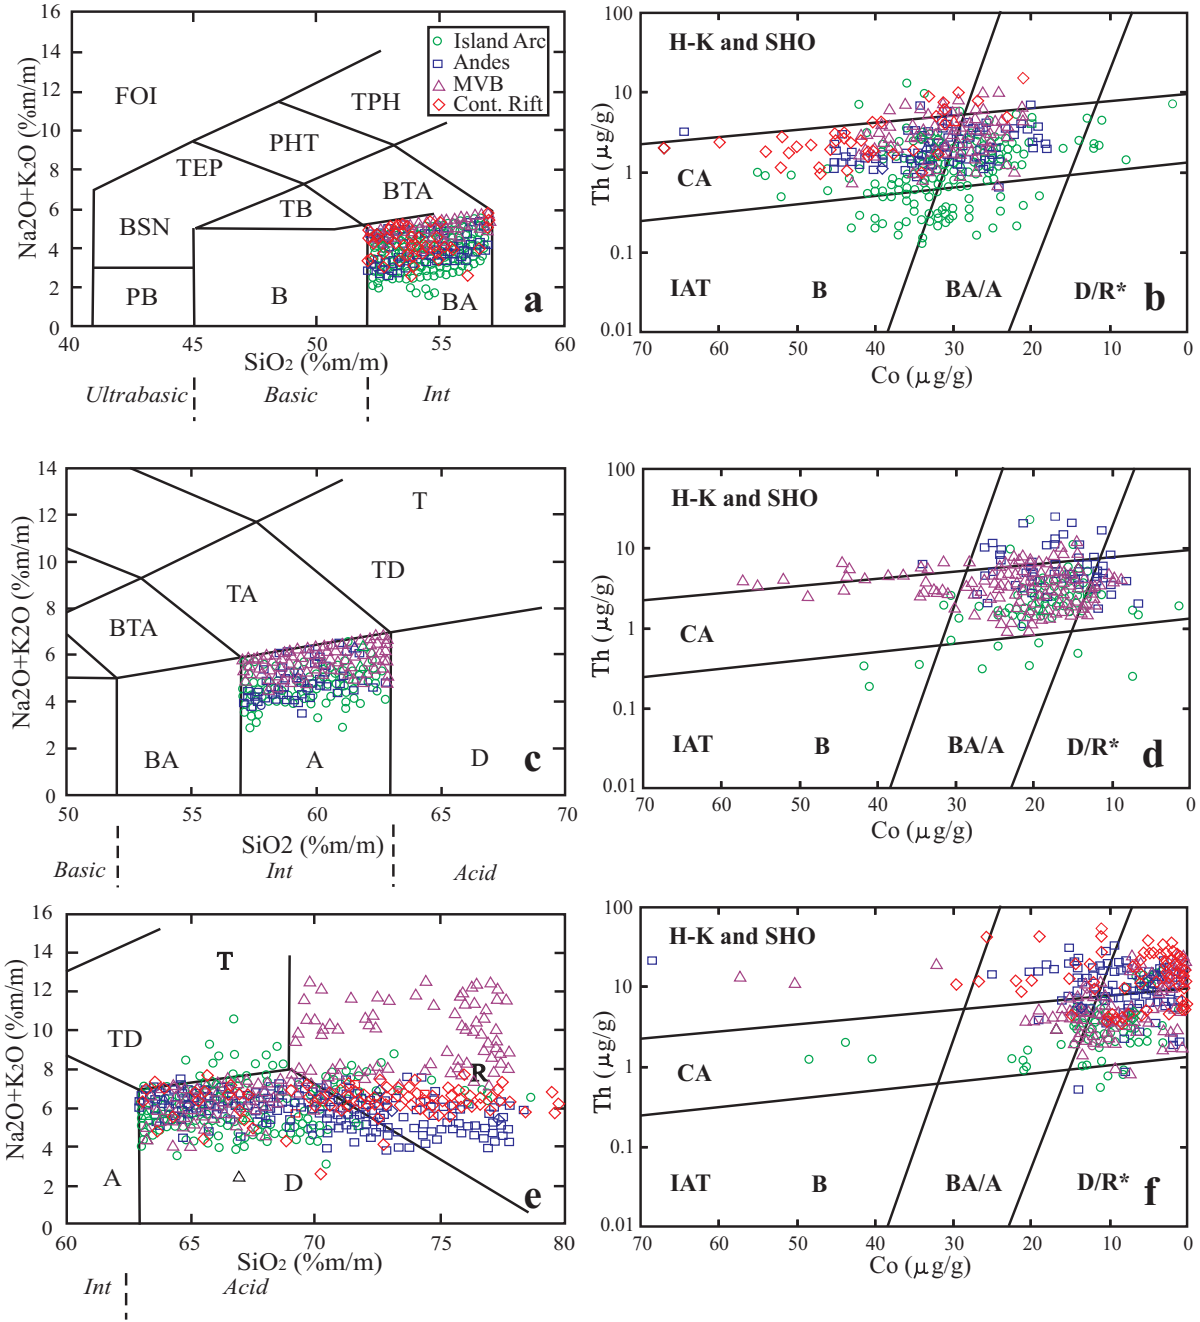 Island Arc
Andes
MVB
Cont. Rift
FOI
TPH
PHT
TEP
BTA
BSN
TB
PB
B
BA
a
Na2O+K2O (%m/m)
16
14
12
10
8
6
4
2
0
40
45
50
55
60
SiO2 (%m/m)
Ultrabasic
Basic
Int
H-K and SHO
CA
IAT
B
BA/A
D/R*
b
Th (μg/g)
100
10
1
0.1
0.01
70
60
50
40
30
20
10
0
Co (μg/g)
T
TD
TA
BTA
BA
A
D
c
Na2O+K2O (%m/m)
14
12
10
8
6
4
2
0
50
55
60
65
70
SiO2 (%m/m)
Basic
Int
Acid
H-K and SHO
CA
IAT
B
BA/A
D/R*
d
Th (μg/g)
100
10
1
0.1
0.01
70
60
50
40
30
20
10
0
Co (μg/g)
T
TD
R
A
D
e
Na2O+K2O (%m/m)
16
14
12
10
8
6
4
2
0
60
65
70
75
80
SiO2 (%m/m)
Int
Acid
H-K and SHO
CA
IAT
B
BA/A
D/R*
f
Th (μg/g)
100
10
1
0.1
0.01
70
60
50
40
30
20
10
0
Co (μg/g)